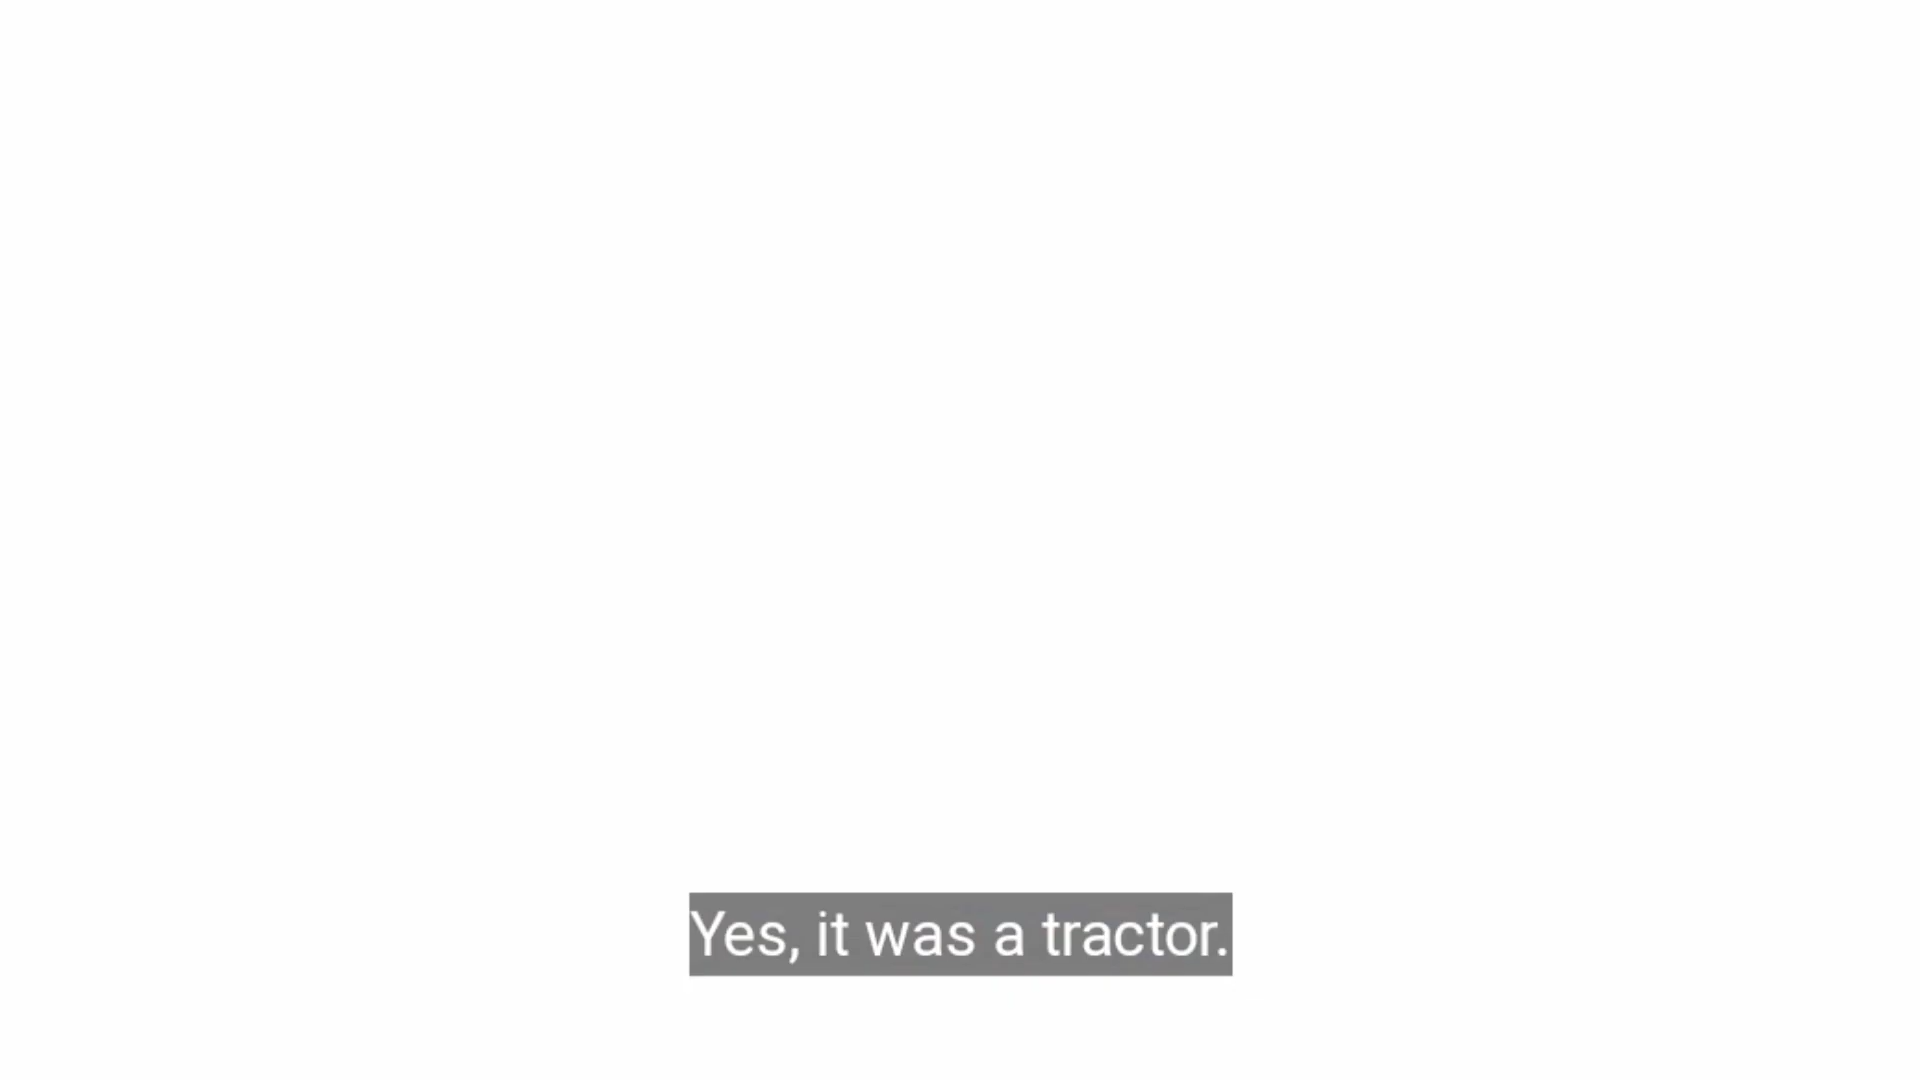 Yes, it was a tractor.